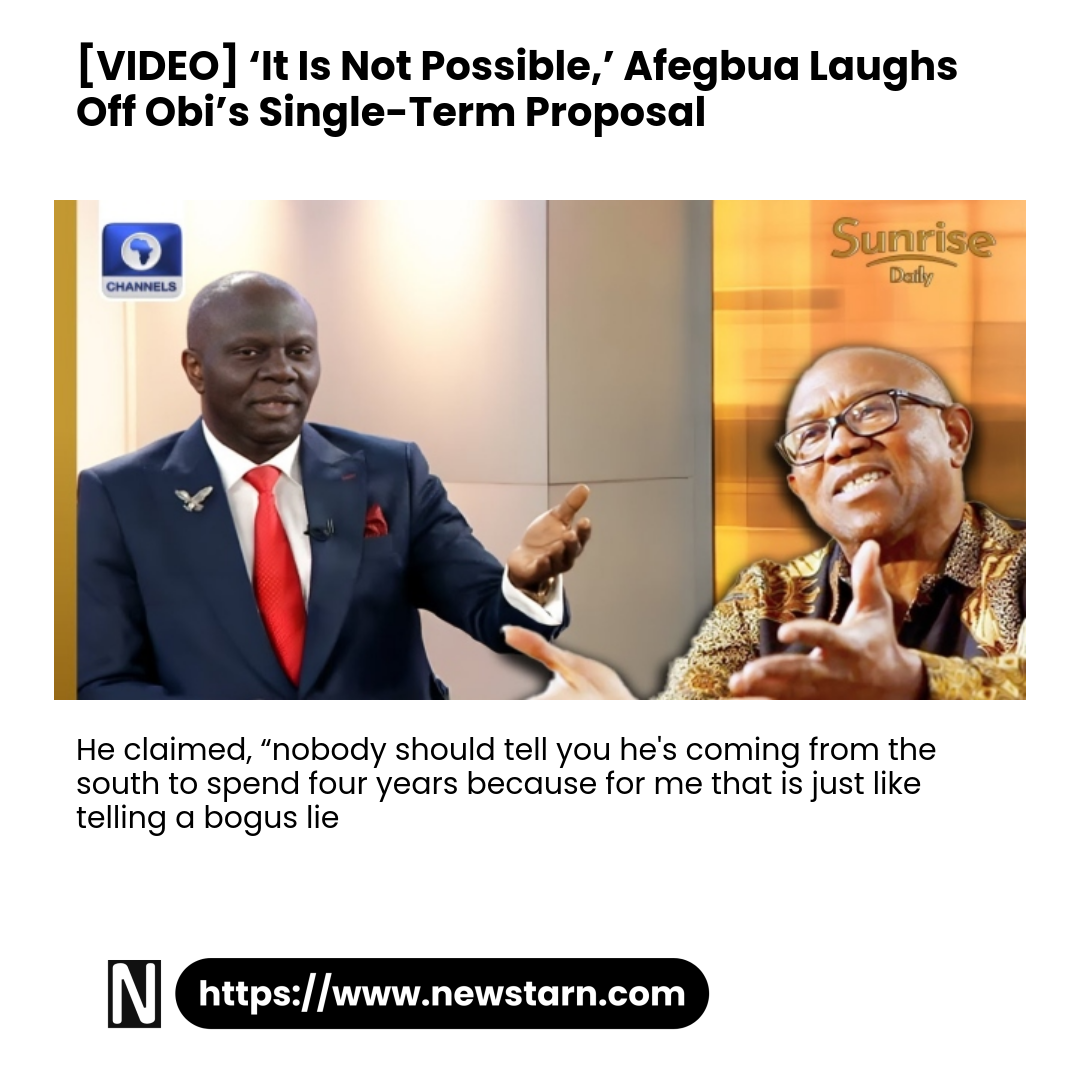 [VIDEO] ‘It Is Not Possible,’ Afegbua Laughs
Off Obi’s Single-Term Proposal
CHANNELS
Sunrise
Daily
He claimed, “nobody should tell you he's coming from the
south to spend four years because for me that is just like
telling a bogus lie
N
https://www.newstarn.com